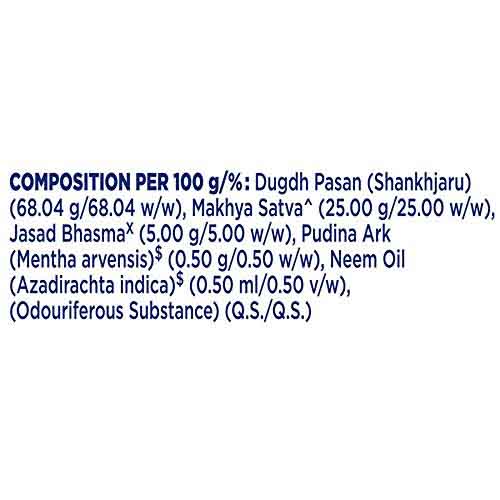 COMPOSITION PER 100 g/%: Dugdh Pasan (Shankhjaru)
(68.04 g/68.04 w/w), Makhya Satva^ (25.00 g/25.00 w/w),
Jasad Bhasmaˣ (5.00 g/5.00 w/w), Pudina Ark
(Mentha arvensis)$ (0.50 g/0.50 w/w), Neem Oil
(Azadirachta indica)$ (0.50 ml/0.50 v/w),
(Odouriferous Substance) (Q.S./Q.S.)